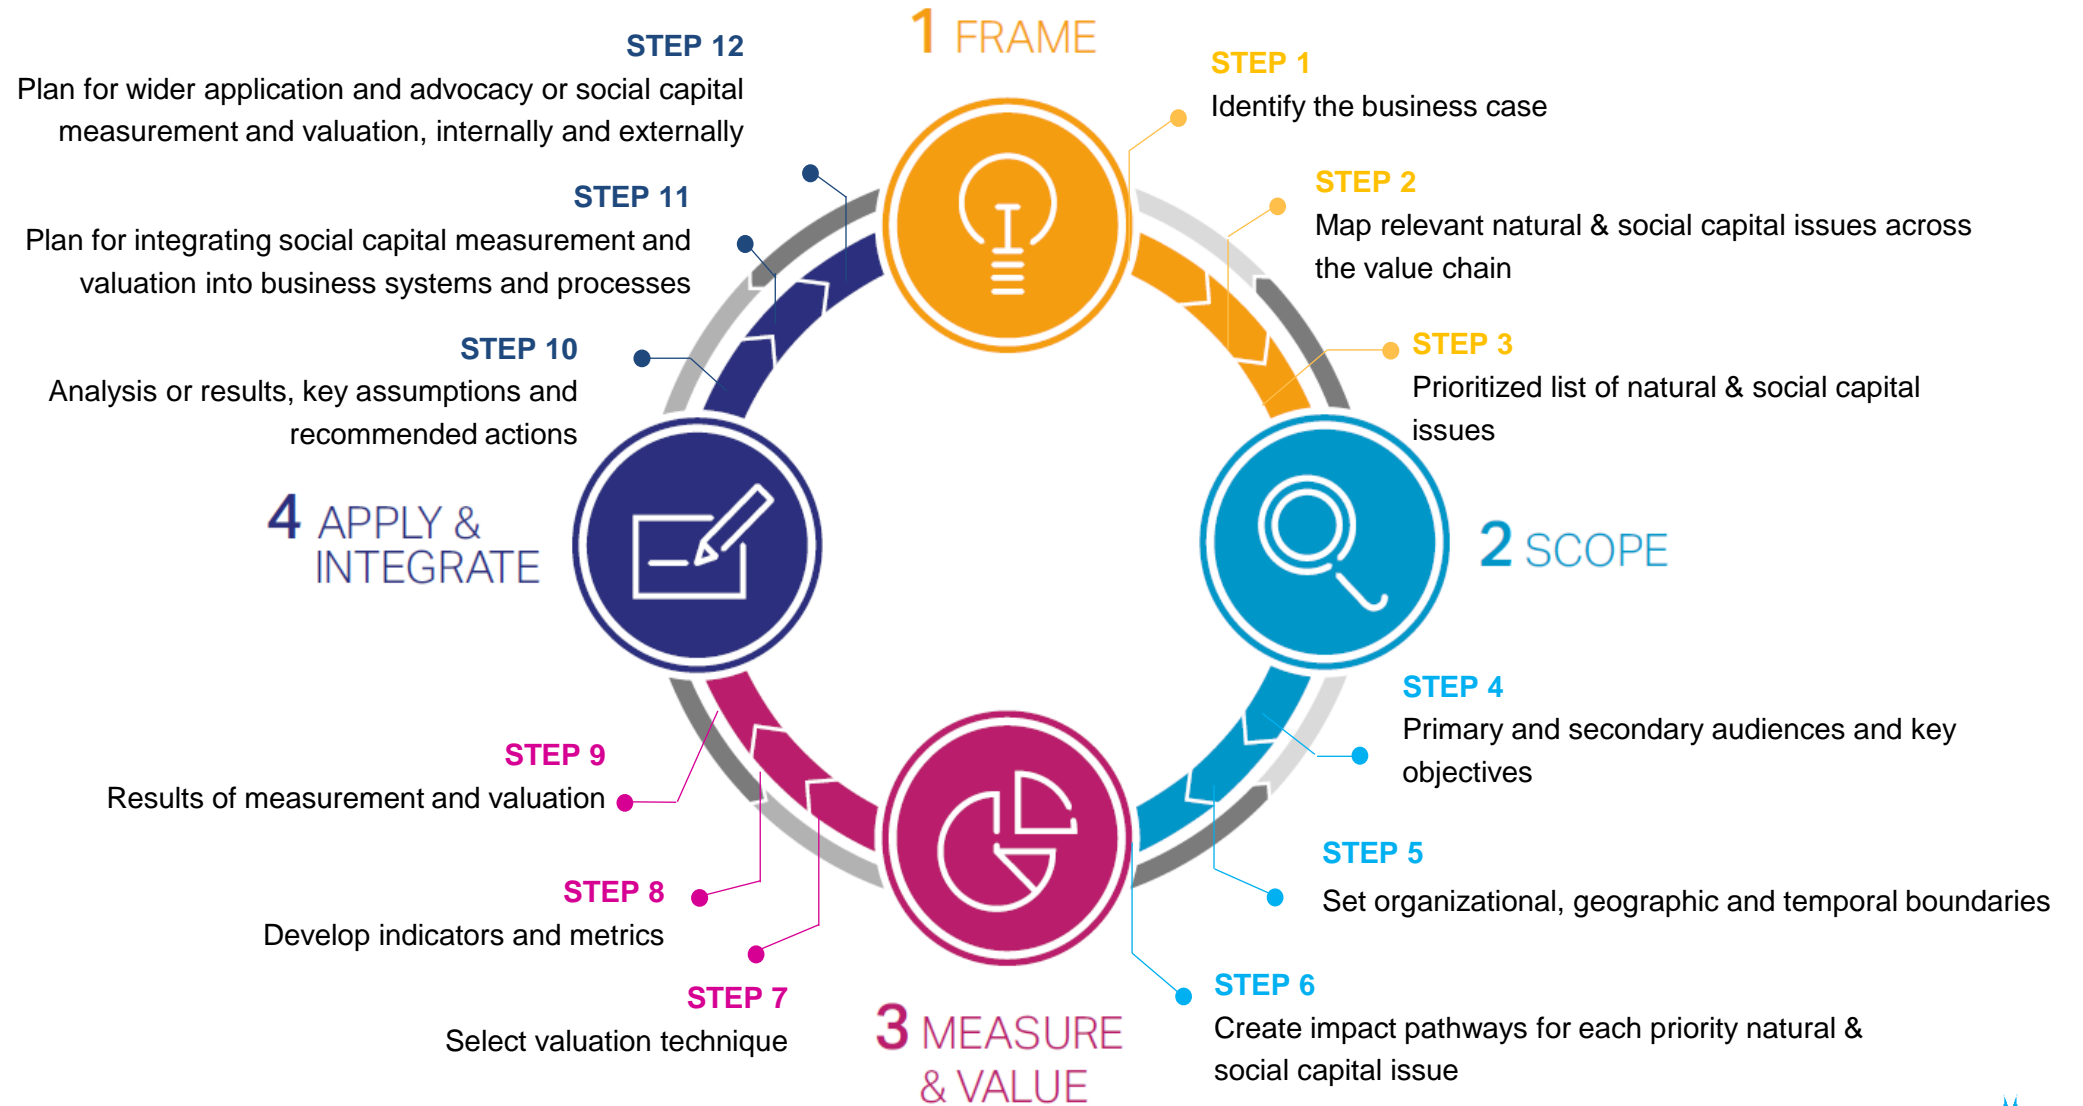 1 FRAME
STEP 1
Identify the business case
STEP 2
Map relevant natural & social capital issues across
the value chain
STEP 3
Prioritized list of natural & social capital
issues
2 SCOPE
STEP 4
Primary and secondary audiences and key
objectives
STEP 5
Set organizational, geographic and temporal boundaries
STEP 6
Create impact pathways for each priority natural &
social capital issue
3 MEASURE
& VALUE
STEP 7
Select valuation technique
STEP 8
Develop indicators and metrics
STEP 9
Results of measurement and valuation
4 APPLY &
INTEGRATE
STEP 10
Analysis or results, key assumptions and
recommended actions
STEP 11
Plan for integrating social capital measurement and
valuation into business systems and processes
STEP 12
Plan for wider application and advocacy or social capital
measurement and valuation, internally and externally